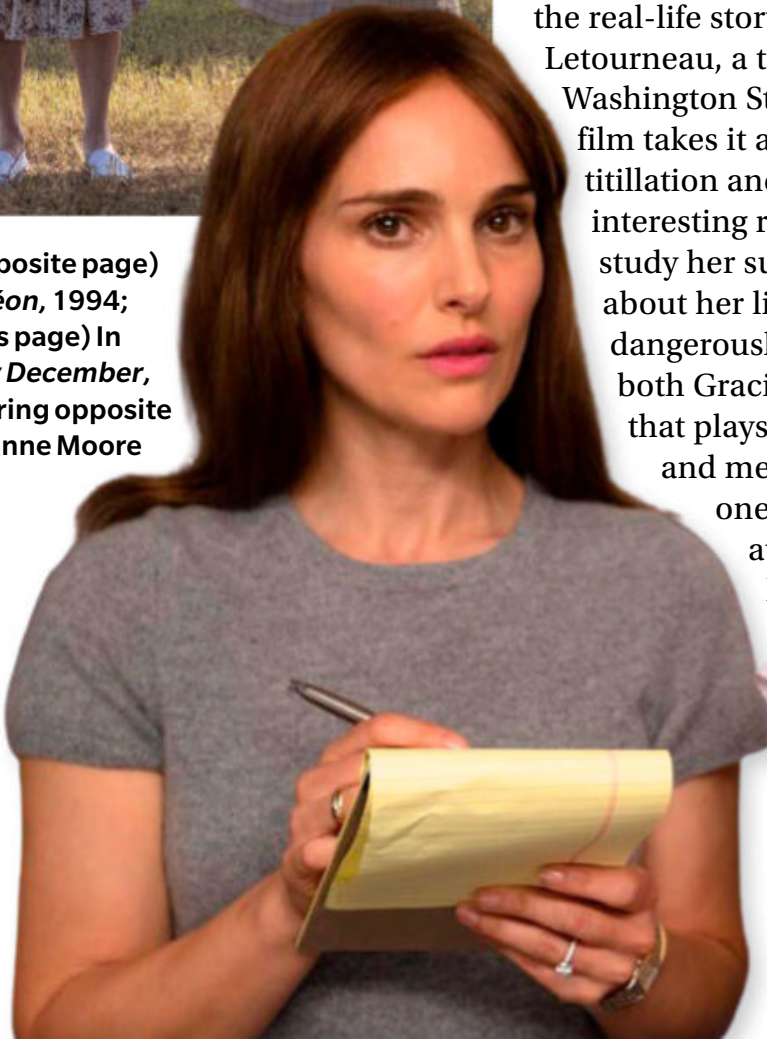 posite page)
éon, 1994;
s page) In
December,
ring opposite
nne Moore
the real-life stor
Letourneau, a t
Washington St
film takes it a
titillation and
interesting r
study her su
about her li
dangerousl
both Graci
that plays
and me
one
a